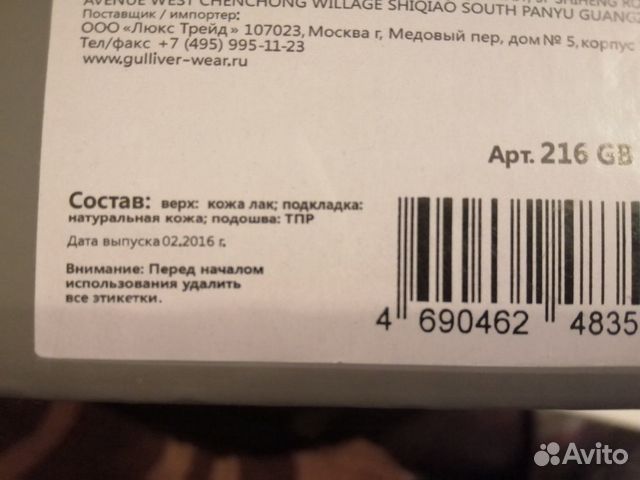 AVENUE WEST CHENCHONG WILLAGE SHIQIAO SOUTH PANYU GUANG
Поставщик / импортер:
ООО «Люкс Трейд » 107023, Москва г, Медовый пер, дом № 5, корпус
Тел/факс +7 (495) 995-11-23
www.gulliver-wear.ru
Арт. 216 GB
Состав: верх: кожа лак; подкладка:
натуральная кожа; подошва: ТПР
Дата выпуска 02.2016 г.
Внимание: Перед началом
использования удалить
все этикетки.
4 690462 4835
Avito